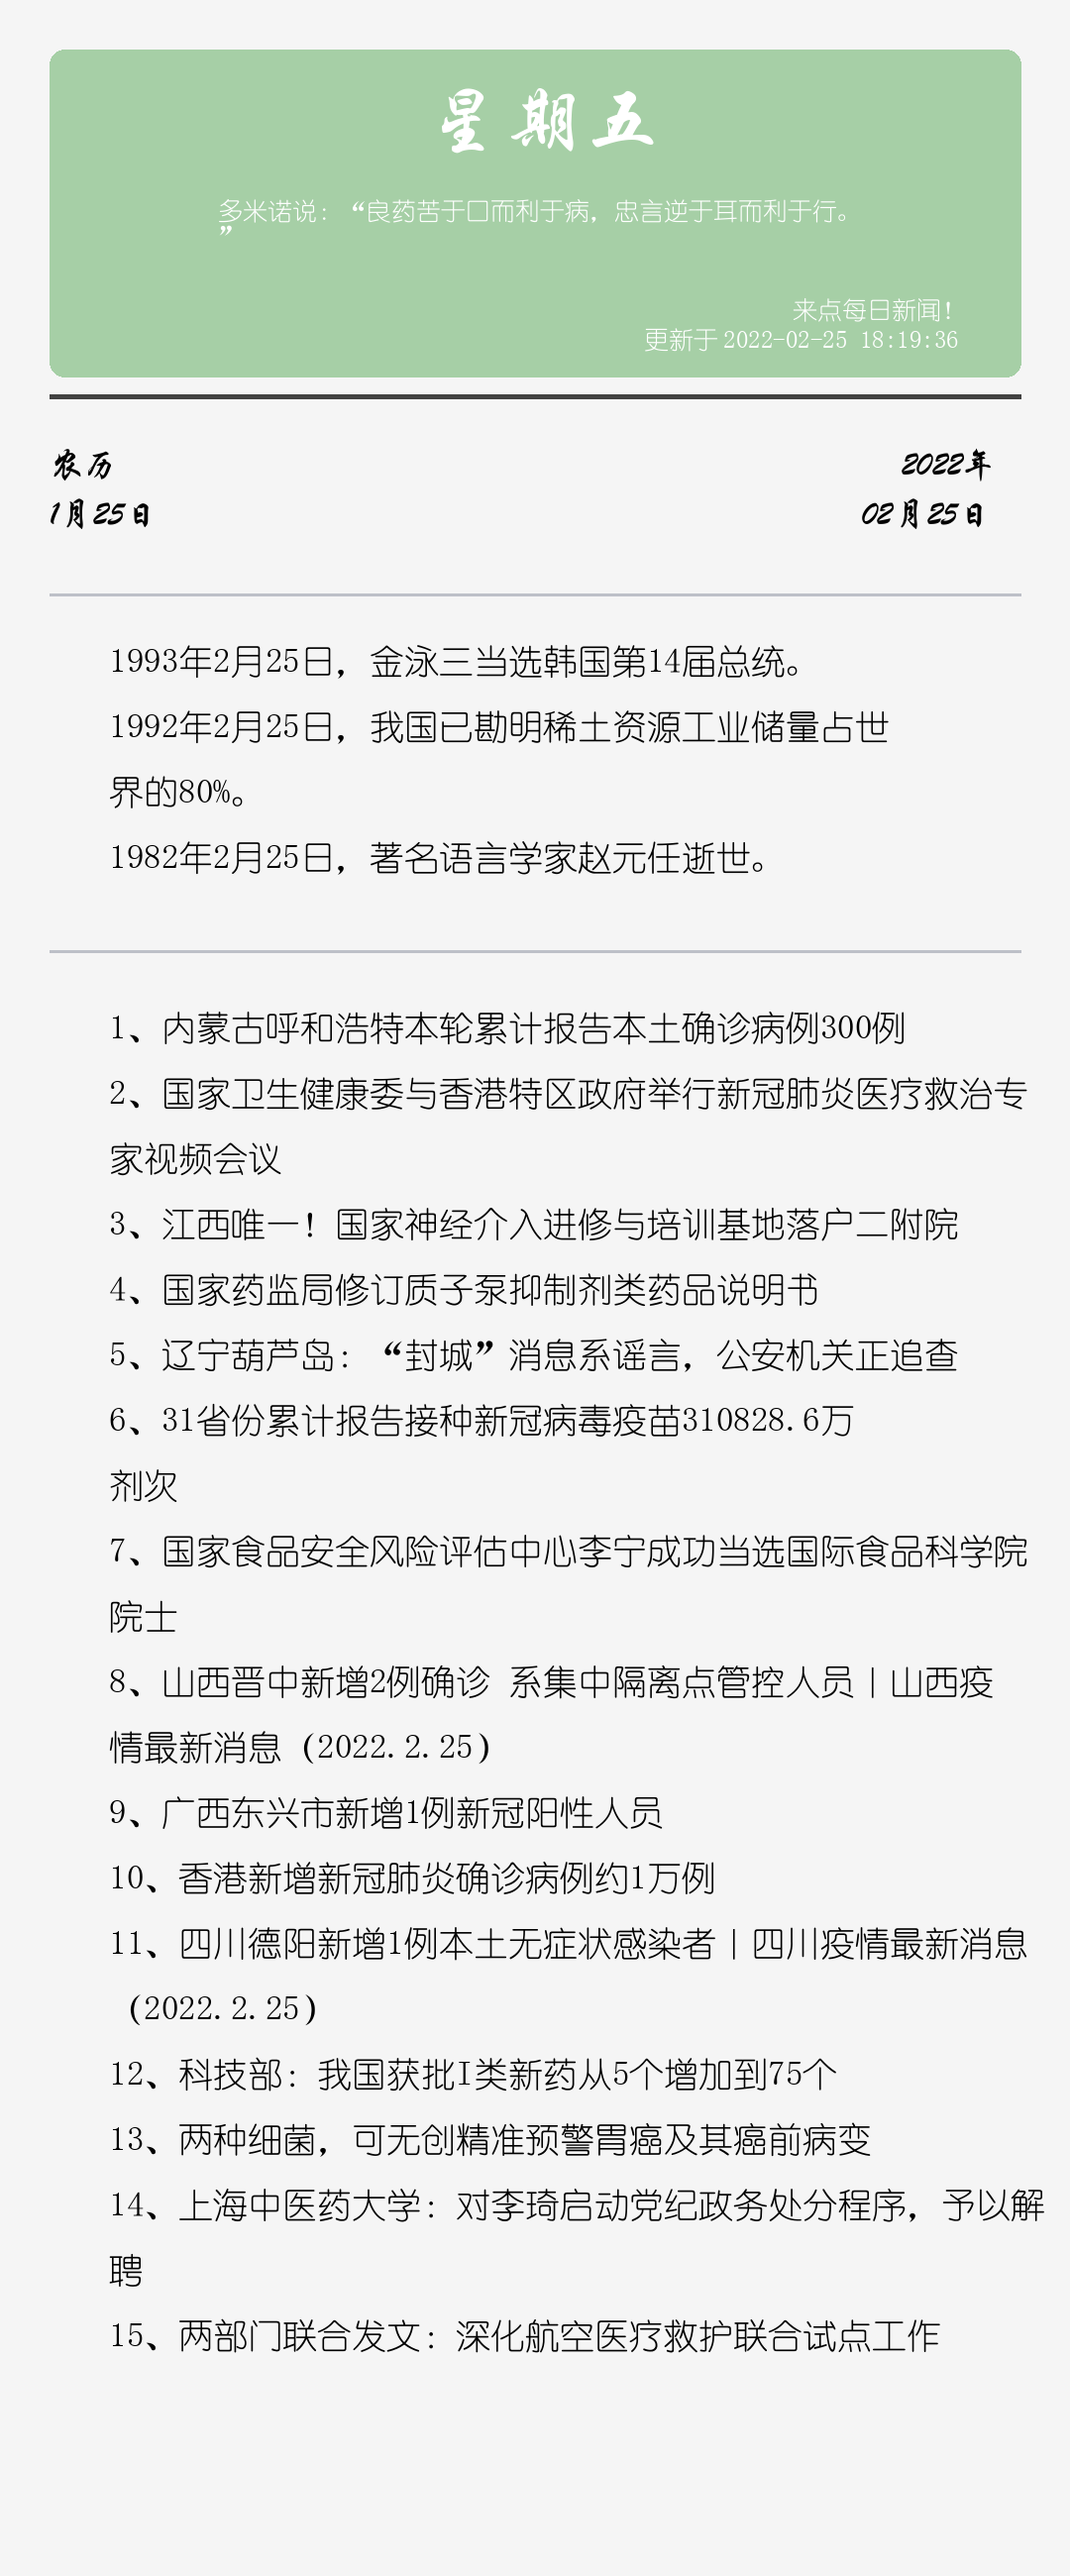 星期五
多米诺说：“良药苦于口而利于病，忠言逆于耳而利于行。
”
来点每日新闻！
更新于2022-02-25 18:19:36
农历
2022年
1月25日
02月25日
1993年2月25日，金泳三当选韩国第14届总统。
1992年2月25日，我国已勘明稀土资源工业储量占世
界的80%。
1982年2月25日，著名语言学家赵元任逝世。
1、内蒙古呼和浩特本轮累计报告本土确诊病例300例
2、国家卫生健康委与香港特区政府举行新冠肺炎医疗救治专
家视频会议
3、江西唯一！国家神经介入进修与培训基地落户二附院
4、国家药监局修订质子泵抑制剂类药品说明书
5、辽宁葫芦岛：“封城”消息系谣言，公安机关正追查
6、31省份累计报告接种新冠病毒疫苗310828.6万
剂次
7、国家食品安全风险评估中心李宁成功当选国际食品科学院
院士
8、山西晋中新增2例确诊 系集中隔离点管控人员丨山西疫
情最新消息（2022.2.25）
9、广西东兴市新增1例新冠阳性人员
10、香港新增新冠肺炎确诊病例约1万例
11、四川德阳新增1例本土无症状感染者丨四川疫情最新消息
（2022.2.25）
12、科技部：我国获批I类新药从5个增加到75个
13、两种细菌，可无创精准预警胃癌及其癌前病变
14、上海中医药大学：对李琦启动党纪政务处分程序，予以解
聘
15、两部门联合发文：深化航空医疗救护联合试点工作